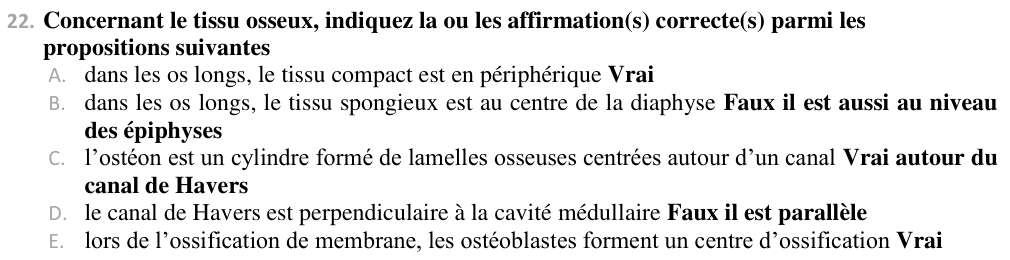 22. Concernant le tissu osseux, indiquez la ou les affirmation(s) correcte(s) parmi les
propositions suivantes
A. dans les os longs, le tissu compact est en périphérique Vrai
B. dans les os longs, le tissu spongieux est au centre de la diaphyse Faux il est aussi au niveau
des épiphyses
C. l'ostéon est un cylindre formé de lamelles osseuses centrées autour d'un canal Vrai autour du
canal de Havers
D. le canal de Havers est perpendiculaire à la cavité médullaire Faux il est parallèle
E. lors de l'ossification de membrane, les ostéoblastes forment un centre d'ossification Vrai